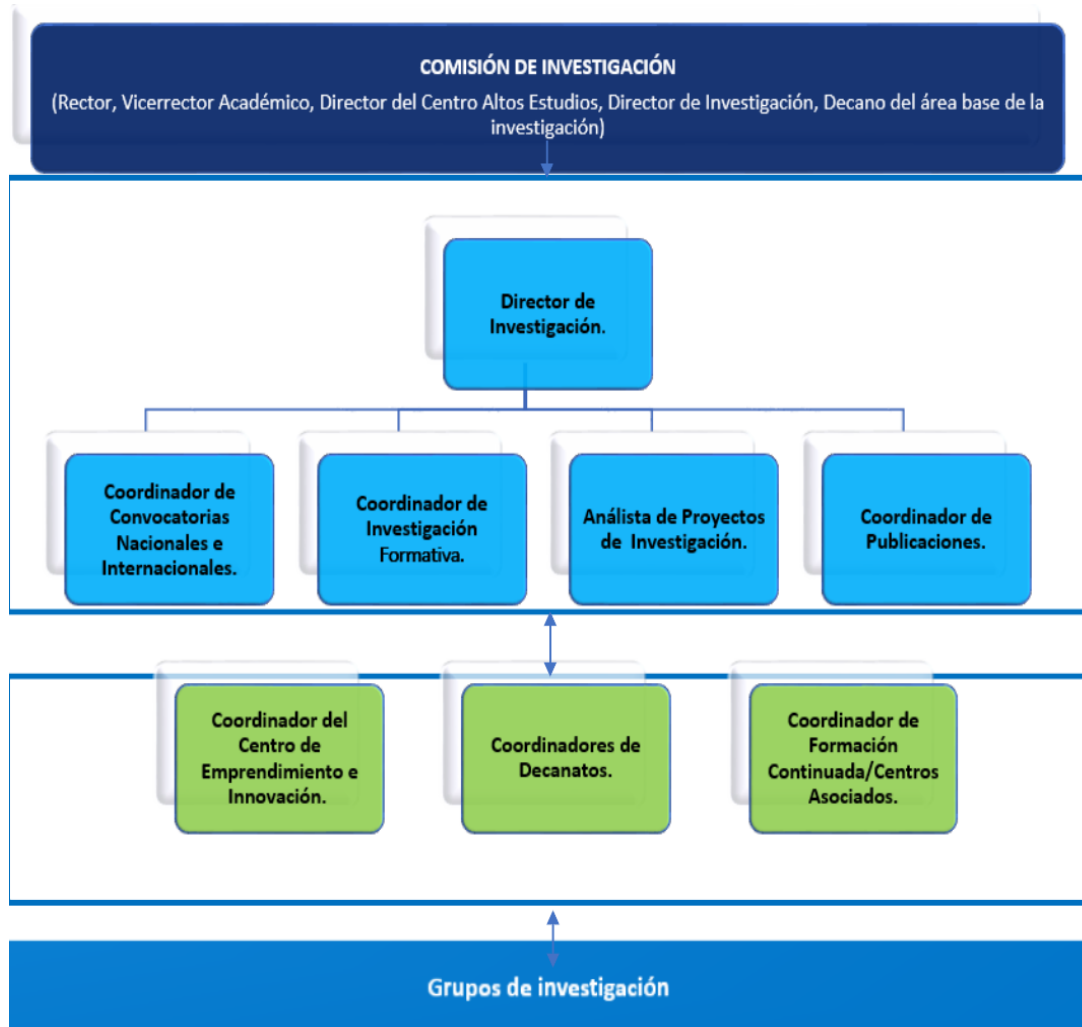 COMISIÓN DE INVESTIGACIÓN
(Rector, Vicerrector Académico, Director del Centro Altos Estudios, Director de Investigación, Decano del área base de la
investigación)
Director de
Investigación.
Coordinador de
Convocatorias
Nacionales e
Internacionales.
Coordinador de
Investigación
Formativa.
Análista de Proyectos
de Investigación.
Coordinador de
Publicaciones.
Coordinador del
Centro de
Emprendimiento e
Innovación.
Coordinadores de
Decanatos.
Coordinador de
Formación
Continuada/Centros
Asociados.
Grupos de investigación